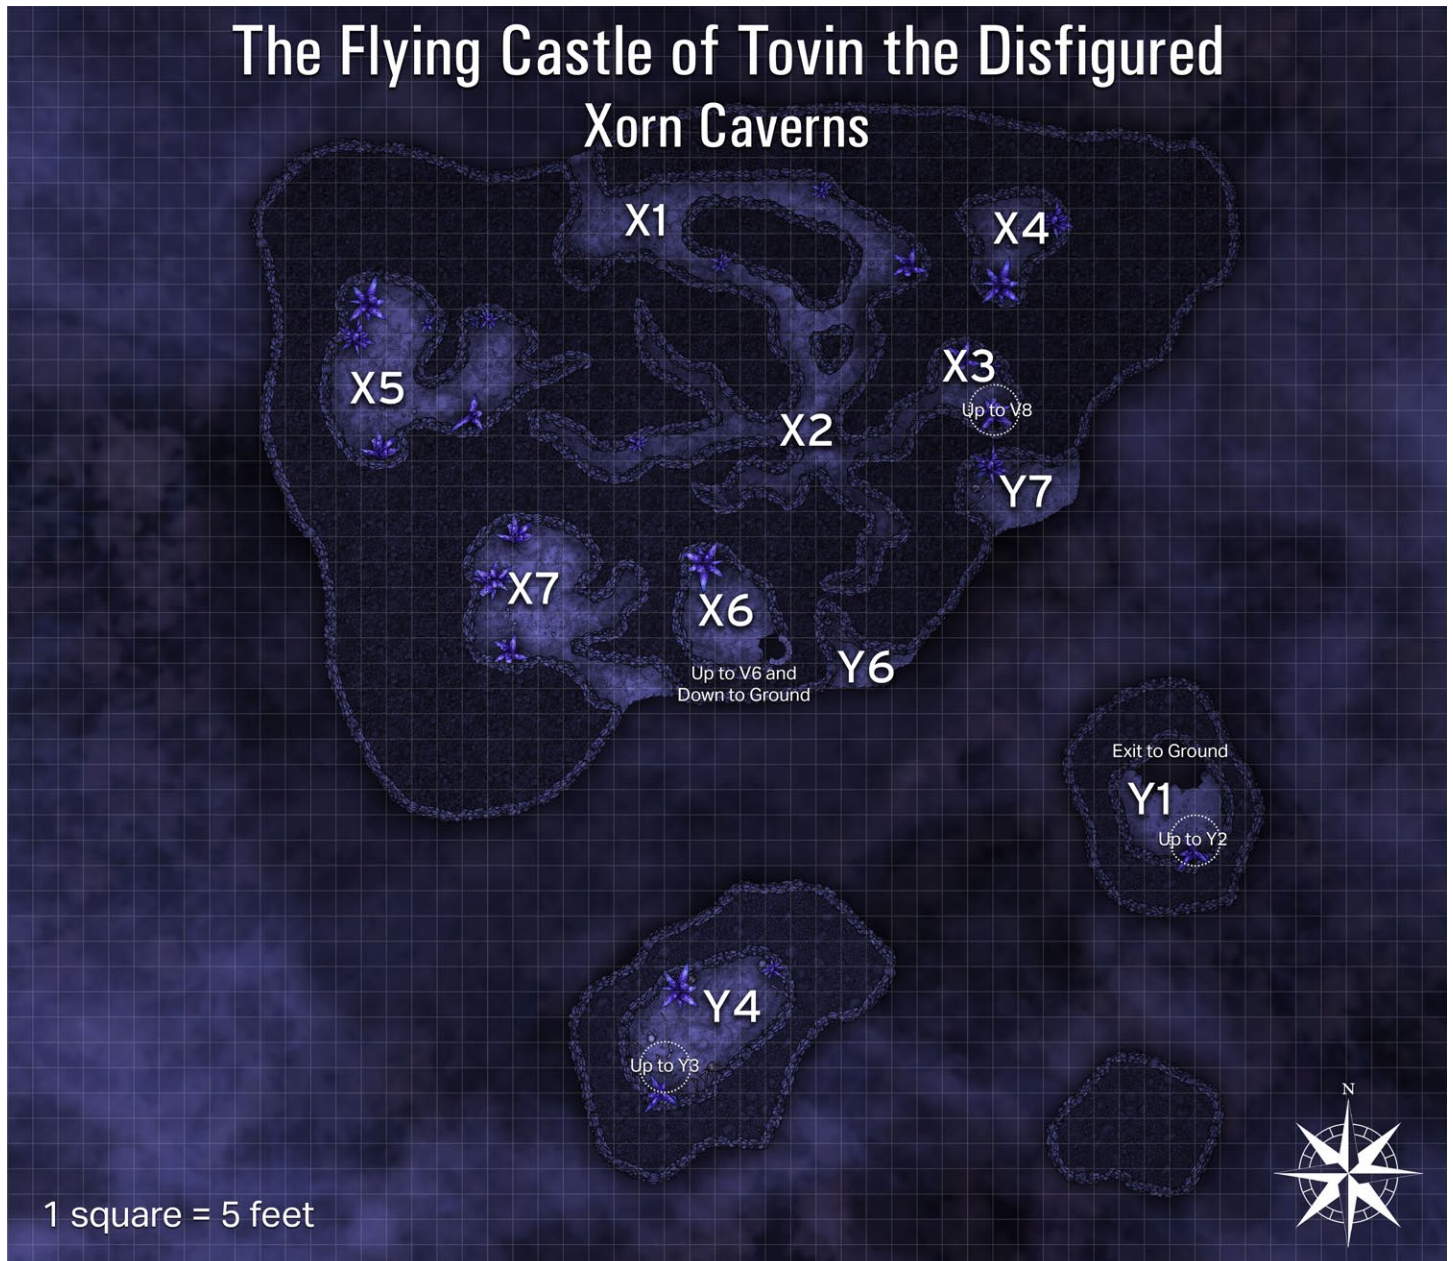 The Flying Castle of Tovin the Disfigured
Xorn Caverns
X1
X4
X3
Up to V8
X5
X2
Y7
X7
X6
Up to V6 and
Down to Ground
Y6
Exit to Ground
Y1
Up to Y2
Y4
Up to Y3
N
1 square = 5 feet